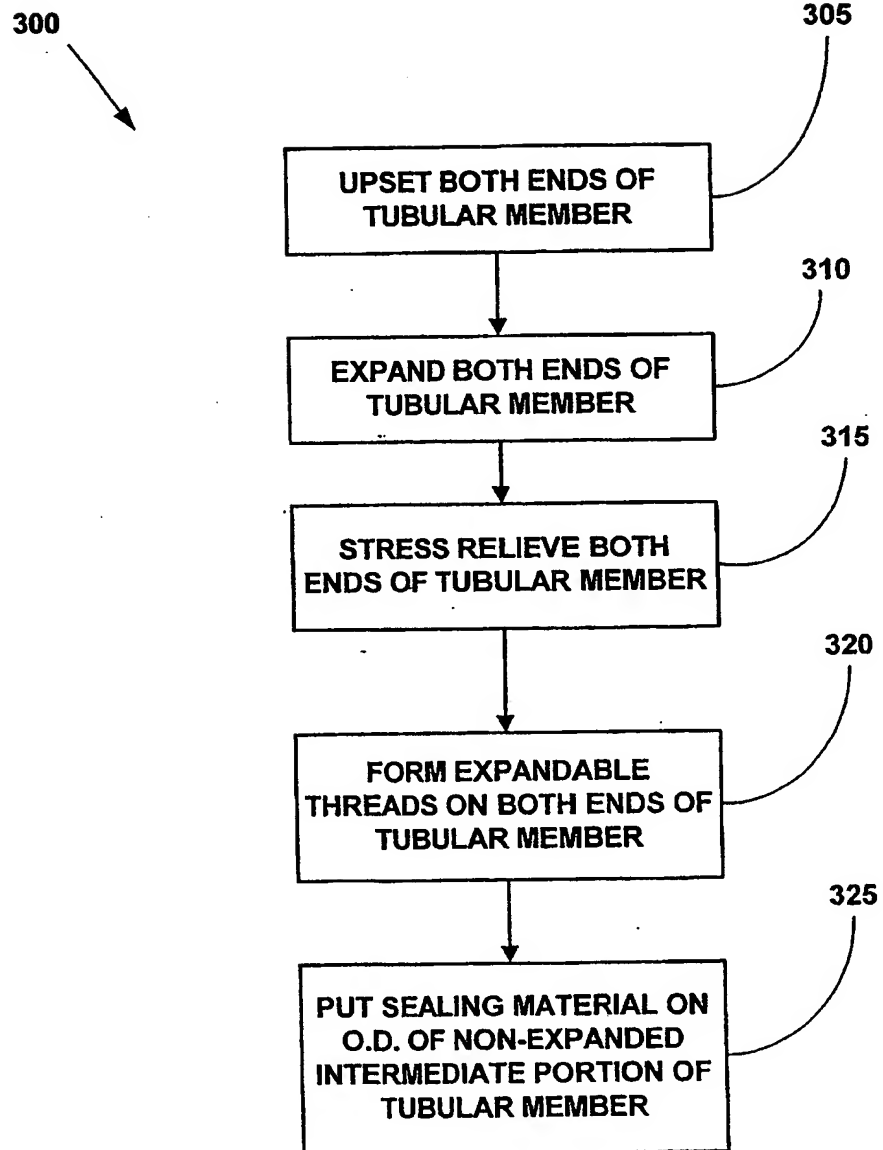 300
305
UPSET BOTH ENDS OF
TUBULAR MEMBER
310
EXPAND BOTH ENDS OF
TUBULAR MEMBER
315
STRESS RELIEVE BOTH
ENDS OF TUBULAR MEMBER
320
FORM EXPANDABLE
THREADS ON BOTH ENDS OF
TUBULAR MEMBER
325
PUT SEALING MATERIAL ON
O.D. OF NON-EXPANDED
INTERMEDIATE PORTION OF
TUBULAR MEMBER